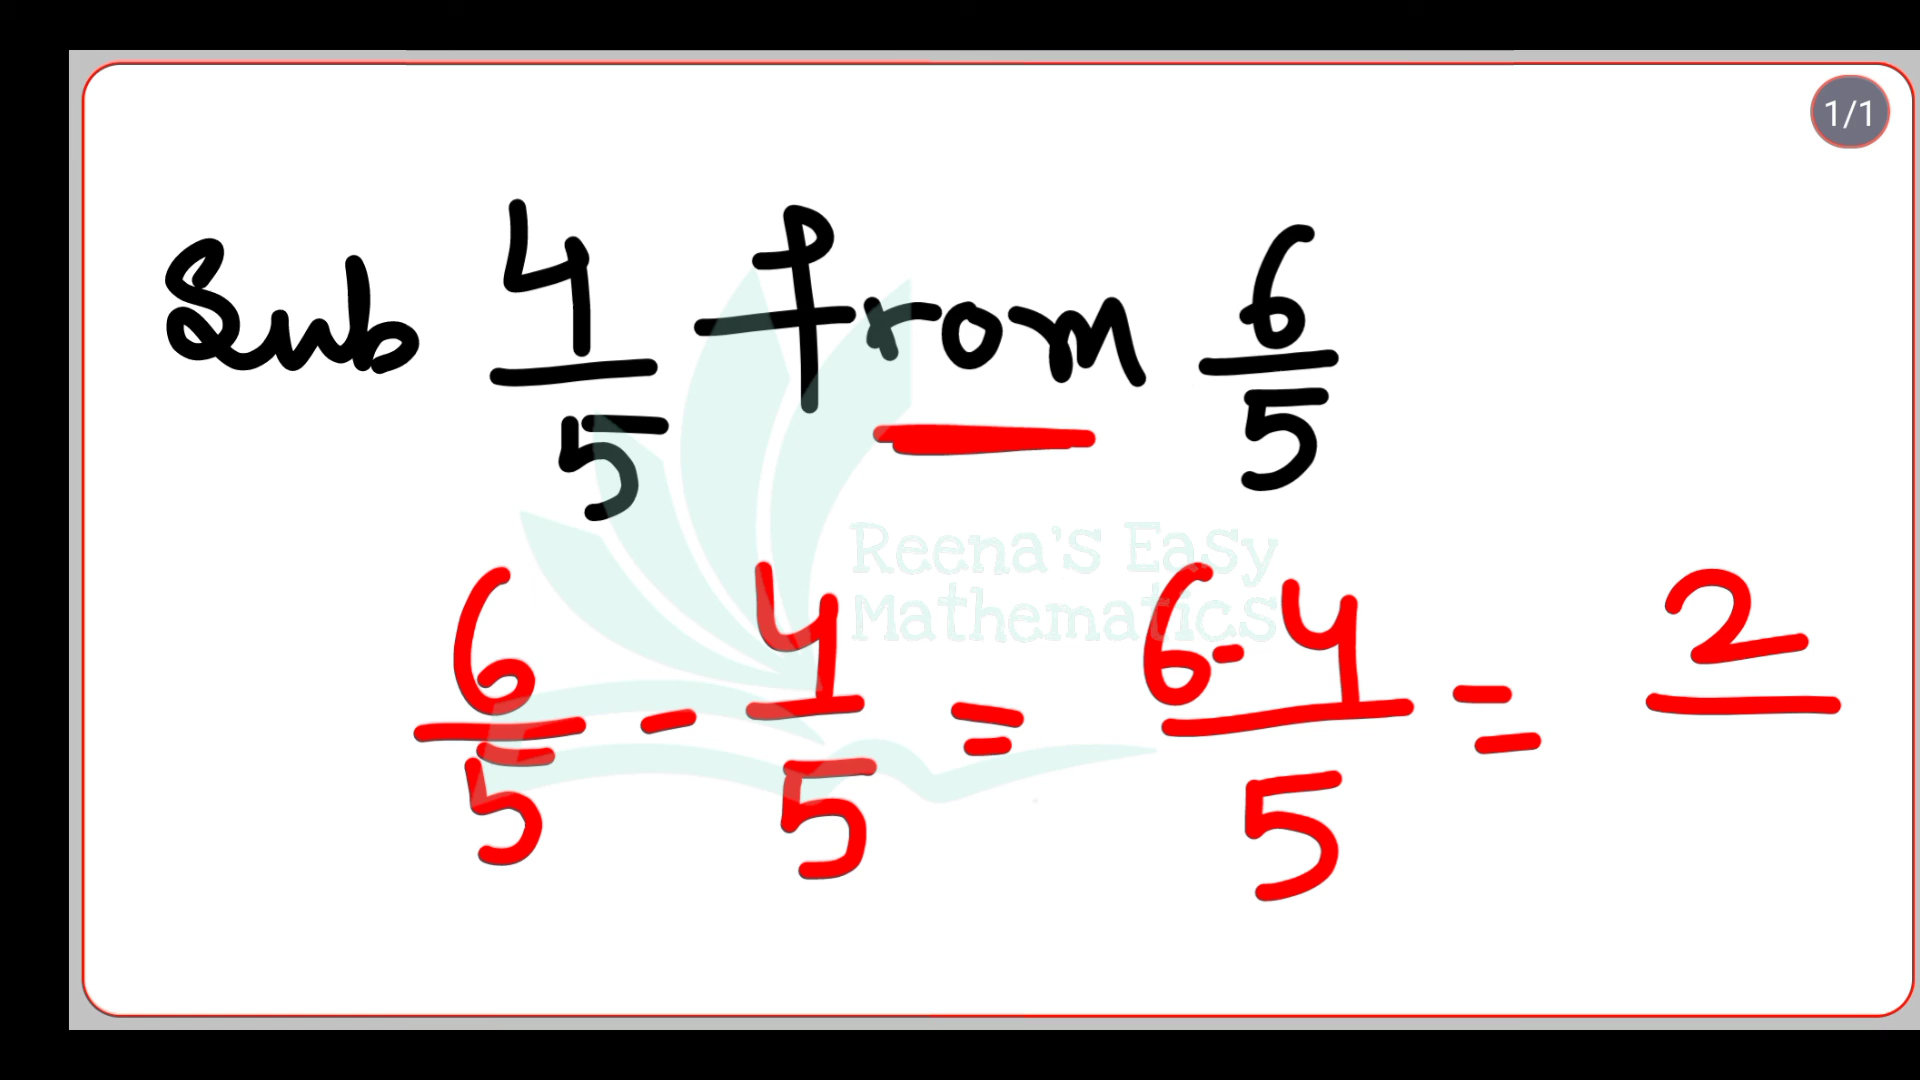 1/1
Sub 4/5 from 6/5
Reena's Easy
Mathematics
6/5 - 4/5 = 6-4/5 = 2/